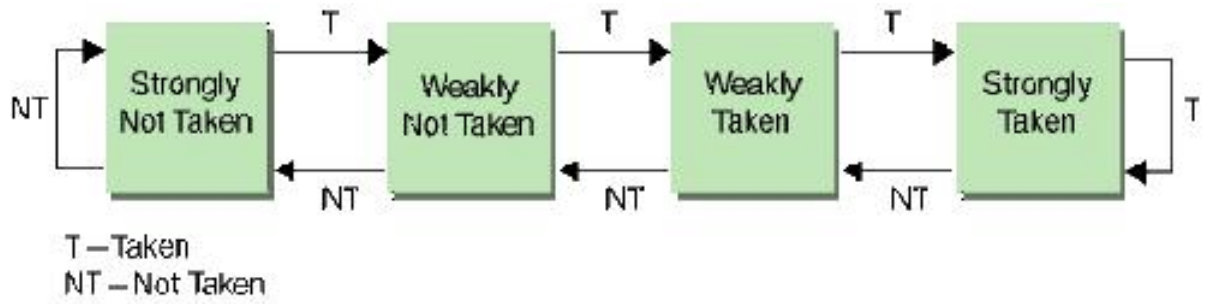 T T T
NT Strongly Not Taken Weakly Not Taken Weakly Taken Strongly Taken T
NT NT NT
T – Taken
NT – Not Taken